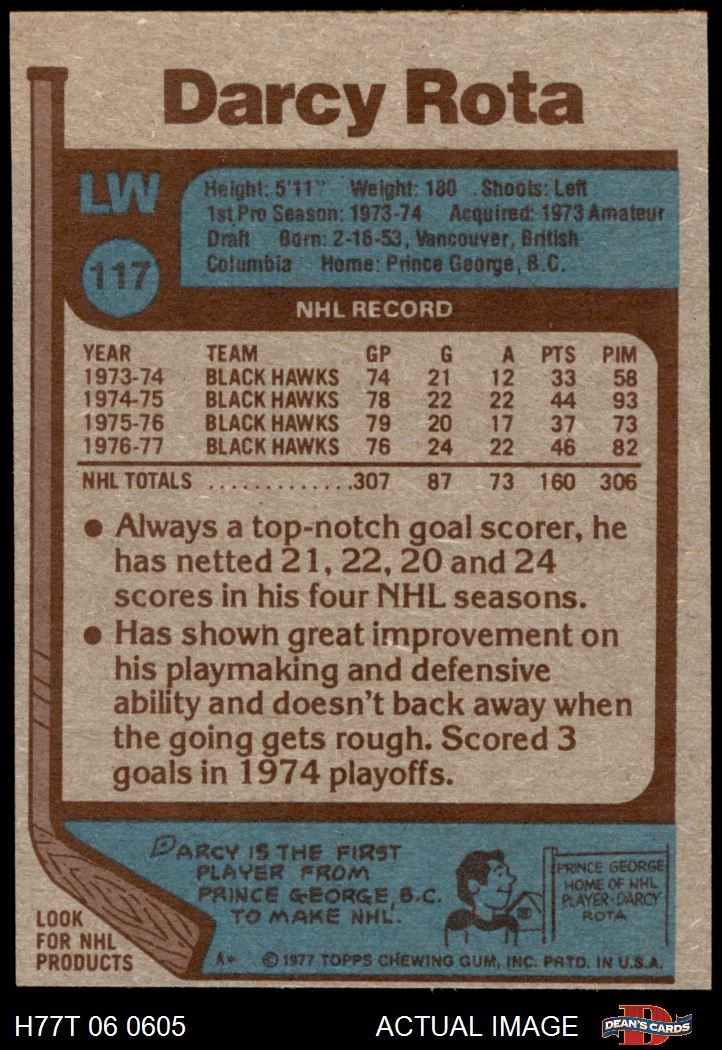 Darcy Rota
LW
117
Height: 5'11" Weight: 180 Shoots: Left
1st Pro Season: 1973-74 Acquired: 1973 Amateur
Draft Born: 2-16-53, Vancouver, British
Columbia Home: Prince George, B.C.
NHL RECORD
YEAR TEAM GP G A PTS PIM
1973-74 BLACK HAWKS 74 21 12 33 58
1974-75 BLACK HAWKS 78 22 22 44 93
1975-76 BLACK HAWKS 79 20 17 37 73
1976-77 BLACK HAWKS 76 24 22 46 82
NHL TOTALS .............307 87 73 160 306
● Always a top-notch goal scorer, he
has netted 21, 22, 20 and 24
scores in his four NHL seasons.
● Has shown great improvement on
his playmaking and defensive
ability and doesn't back away when
the going gets rough. Scored 3
goals in 1974 playoffs.
DARCY IS THE FIRST
PLAYER FROM
PRINCE GEORGE, B.C.
TO MAKE NHL.
PRINCE GEORGE
HOME OF NHL
PLAYER-DARCY
ROTA
LOOK
FOR NHL
PRODUCTS
A* © 1977 TOPPS CHEWING GUM, INC. PRTD. IN U.S.A.
H77T 06 0605 ACTUAL IMAGE
D
DEAN'S CARDS